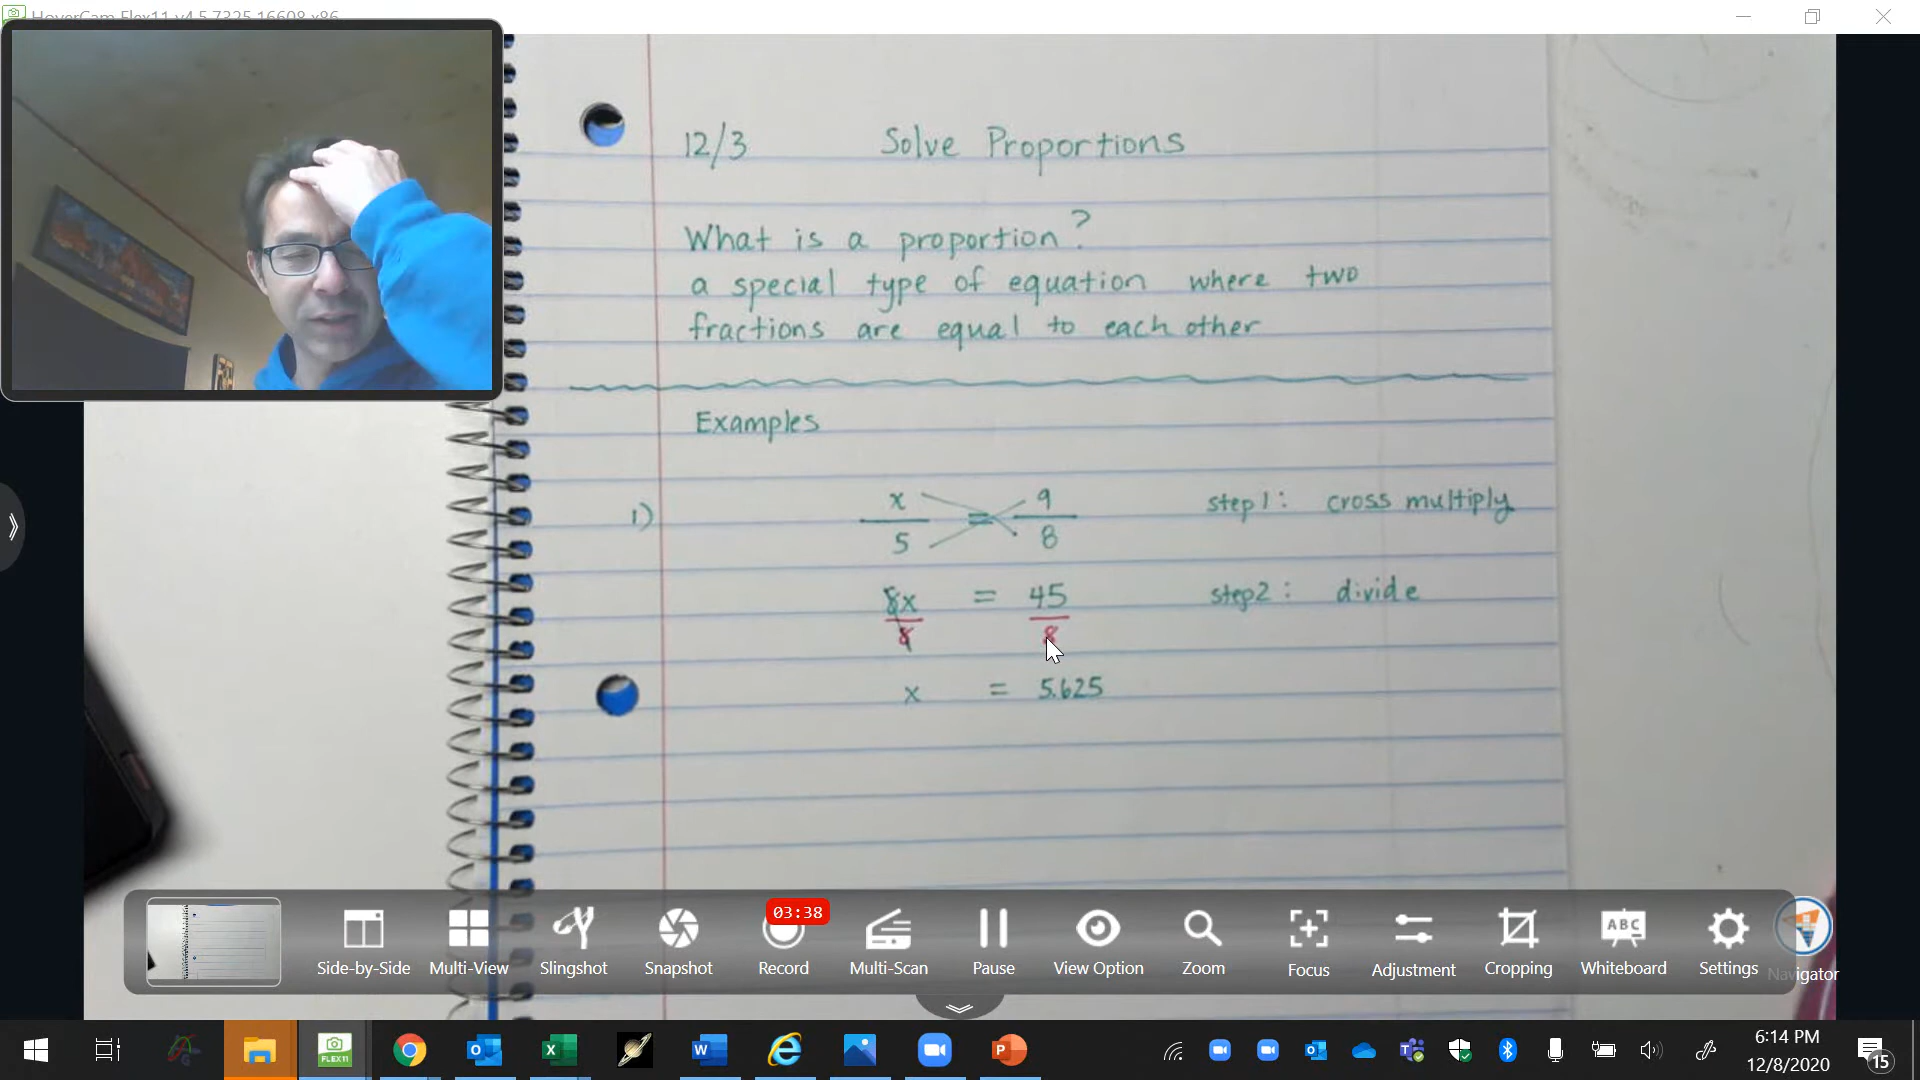 HoverCam Flex11 v4.5.7325.16608 x86
12/3 Solve Proportions
What is a proportion?
a special type of equation where two
fractions are equal to each other
Examples
1) x/5 = 9/8 step1: cross multiply
8x/8 = 45/8 step2: divide
x = 5.625
03:38
Side-by-Side Multi-View Slingshot Snapshot Record Multi-Scan Pause View Option Zoom Focus Adjustment Cropping Whiteboard Settings Navigator
ABC
FLEX11
6:14 PM
12/8/2020
15